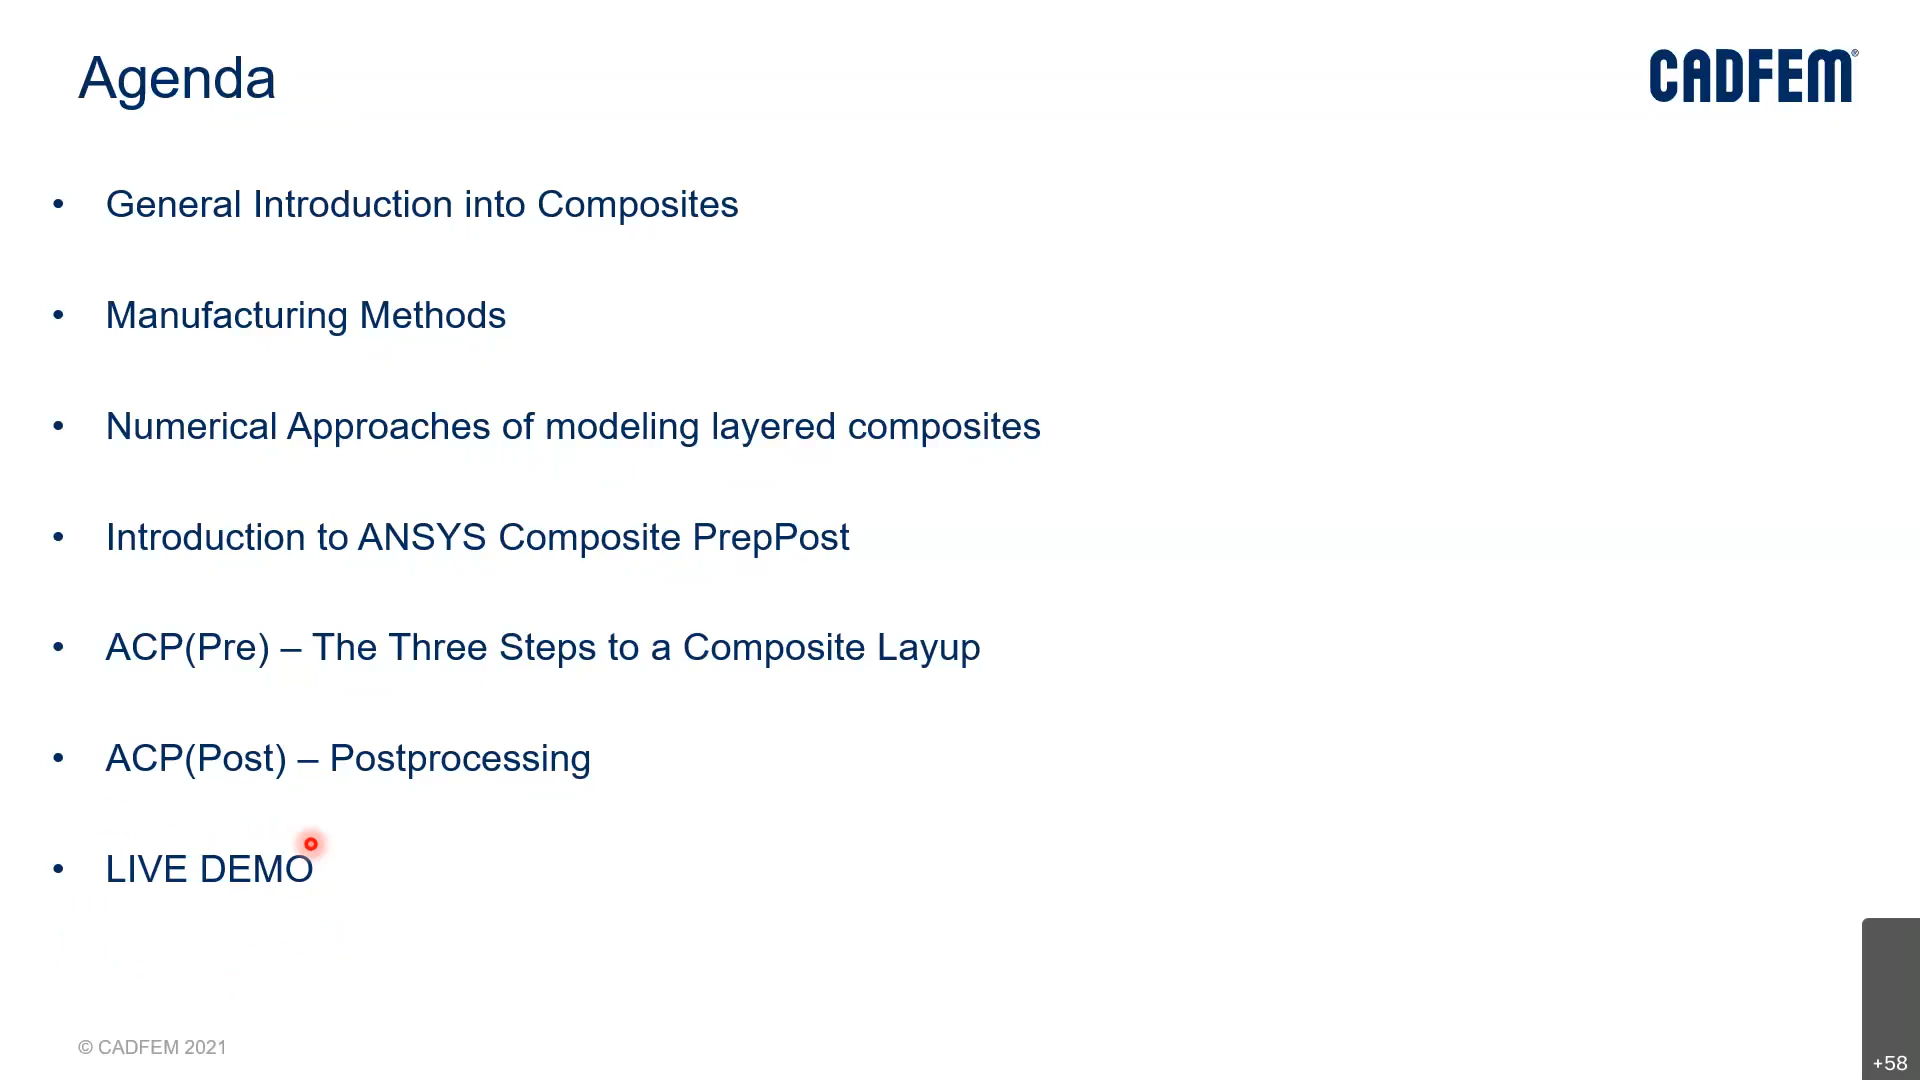 Agenda
CADFEM®
• General Introduction into Composites
• Manufacturing Methods
• Numerical Approaches of modeling layered composites
• Introduction to ANSYS Composite PrepPost
• ACP(Pre) – The Three Steps to a Composite Layup
• ACP(Post) – Postprocessing
• LIVE DEMO
© CADFEM 2021
+58